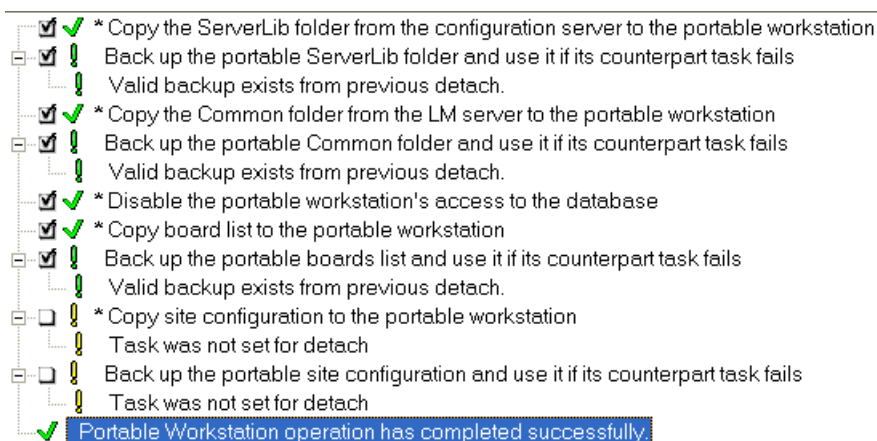 * Copy the ServerLib folder from the configuration server to the portable workstation
Back up the portable ServerLib folder and use it if its counterpart task fails
Valid backup exists from previous detach.
* Copy the Common folder from the LM server to the portable workstation
Back up the portable Common folder and use it if its counterpart task fails
Valid backup exists from previous detach.
* Disable the portable workstation's access to the database
* Copy board list to the portable workstation
Back up the portable boards list and use it if its counterpart task fails
Valid backup exists from previous detach.
* Copy site configuration to the portable workstation
Task was not set for detach
Back up the portable site configuration and use it if its counterpart task fails
Task was not set for detach
Portable Workstation operation has completed successfully.